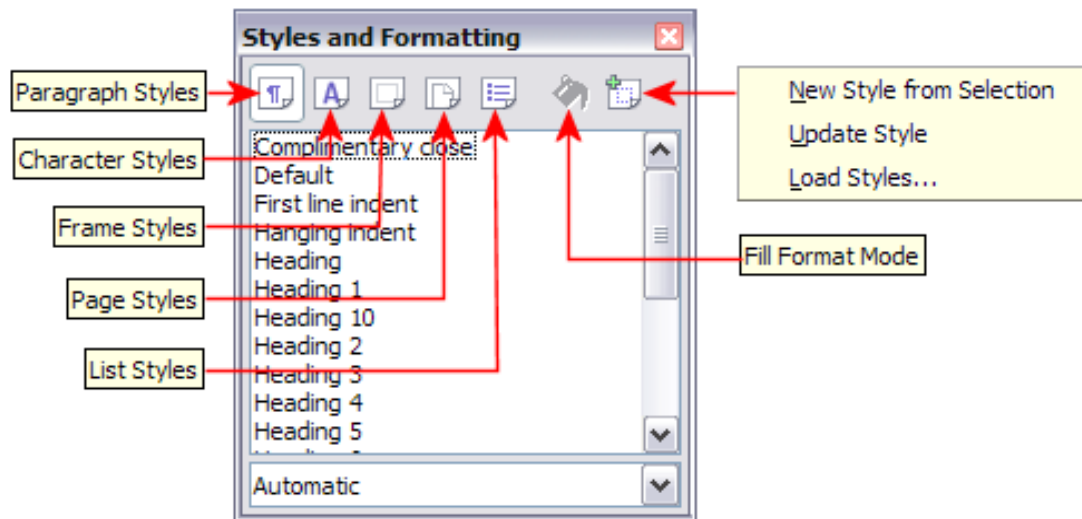 Styles and Formatting
Paragraph Styles
Character Styles
Frame Styles
Page Styles
List Styles
New Style from Selection
Update Style
Load Styles...
Fill Format Mode
Complimentary close
Default
First line indent
Hanging indent
Heading
Heading 1
Heading 10
Heading 2
Heading 3
Heading 4
Heading 5
Automatic